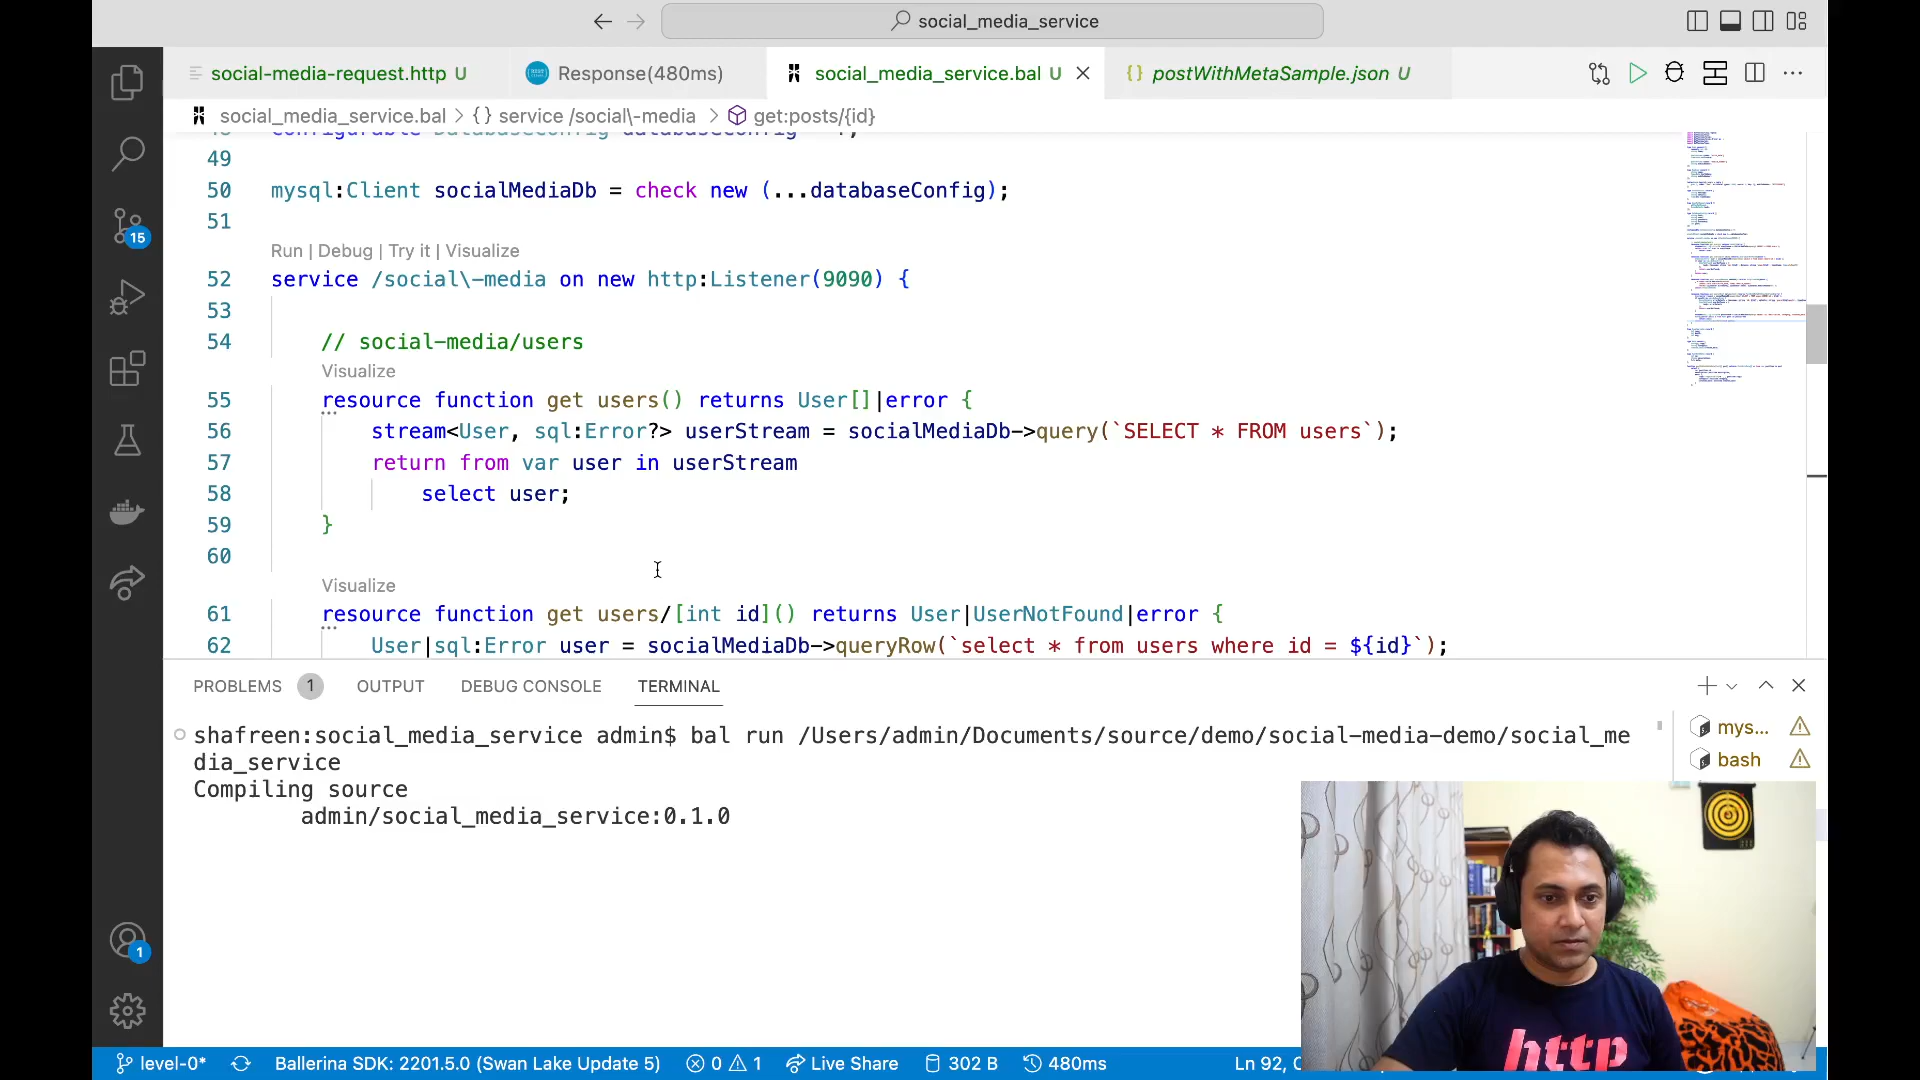 social_media_service
social-media-request.http U
Response(480ms)
social_media_service.bal U
{} postWithMetaSample.json U
social_media_service.bal > {} service /social\-media > get:posts/{id}
49
50 mysql:Client socialMediaDb = check new (...databaseConfig);
51
Run | Debug | Try it | Visualize
52 service /social\-media on new http:Listener(9090) {
53
54 // social-media/users
Visualize
55 resource function get users() returns User[]|error {
56 stream<User, sql:Error?> userStream = socialMediaDb->query(`SELECT * FROM users`);
57 return from var user in userStream
58 select user;
59 }
60
Visualize
61 resource function get users/[int id]() returns User|UserNotFound|error {
62 User|sql:Error user = socialMediaDb->queryRow(`select * from users where id = ${id}`);
PROBLEMS 1 OUTPUT DEBUG CONSOLE TERMINAL
shafreen:social_media_service admin$ bal run /Users/admin/Documents/source/demo/social-media-demo/social_me
dia_service
Compiling source
admin/social_media_service:0.1.0
mys...
bash
15
1
http
level-0* Ballerina SDK: 2201.5.0 (Swan Lake Update 5) 0 1 Live Share 302 B 480ms Ln 92,